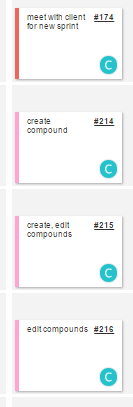 meet with client #174
for new sprint
C
create #214
compound
C
create, edit #215
compounds
C
edit compounds #216
C